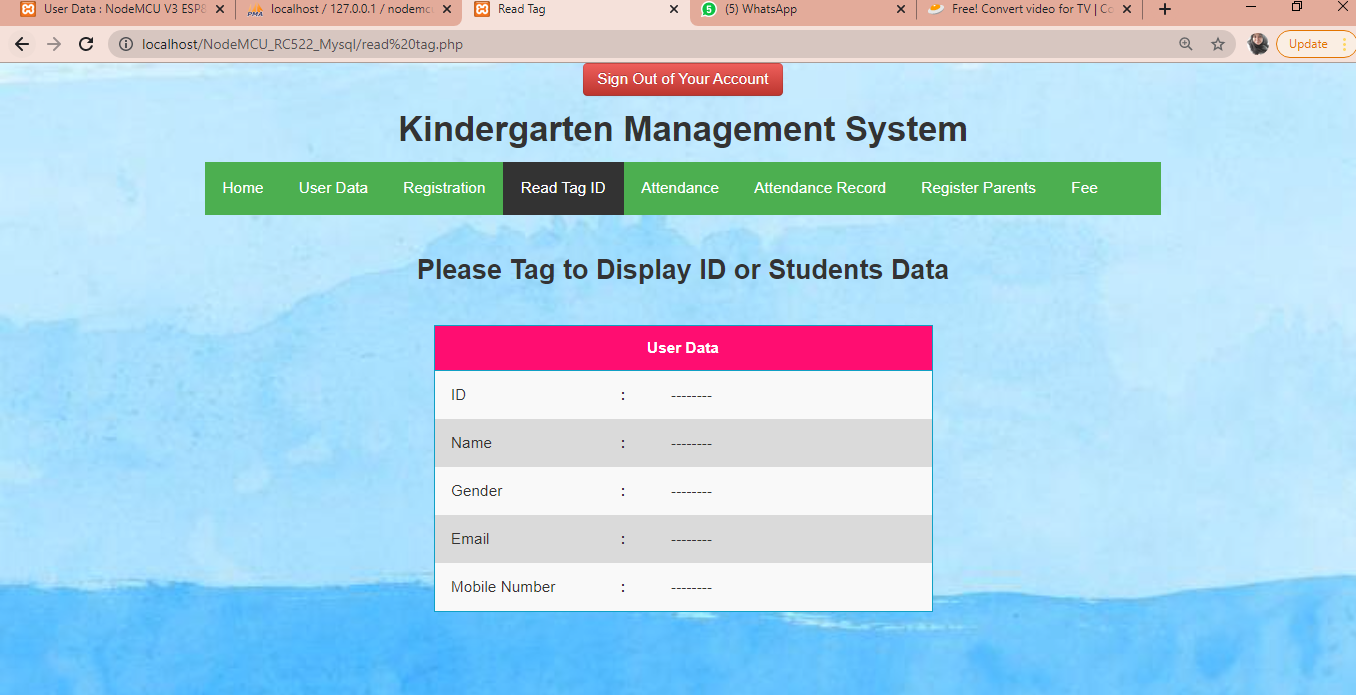 User Data : NodeMCU V3 ESP8
PMA localhost / 127.0.0.1 / nodemcu
Read Tag
5 (5) WhatsApp
Free! Convert video for TV | Co
localhost/NodeMCU_RC522_Mysql/read%20tag.php
Update
Sign Out of Your Account
Kindergarten Management System
Home User Data Registration Read Tag ID Attendance Attendance Record Register Parents Fee
Please Tag to Display ID or Students Data
User Data
ID : --------
Name : --------
Gender : --------
Email : --------
Mobile Number : --------